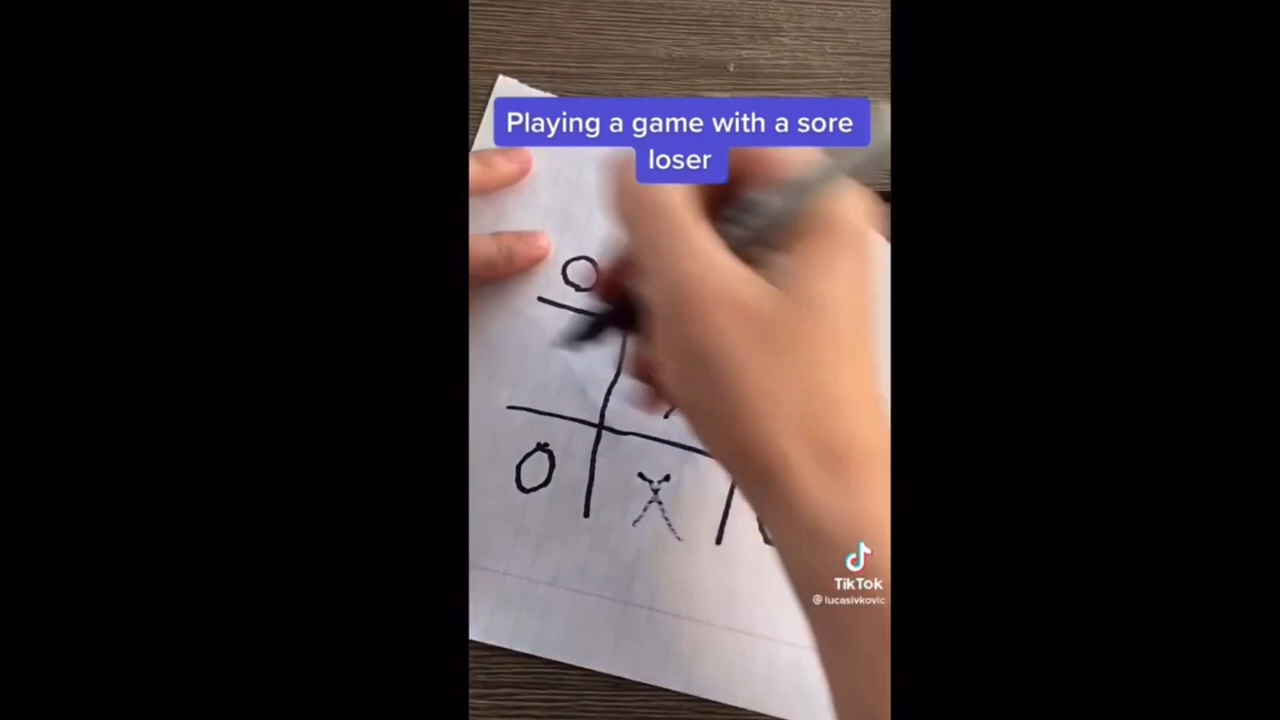 Playing a game with a sore
loser
O
O X
TikTok
@lucasivkovic